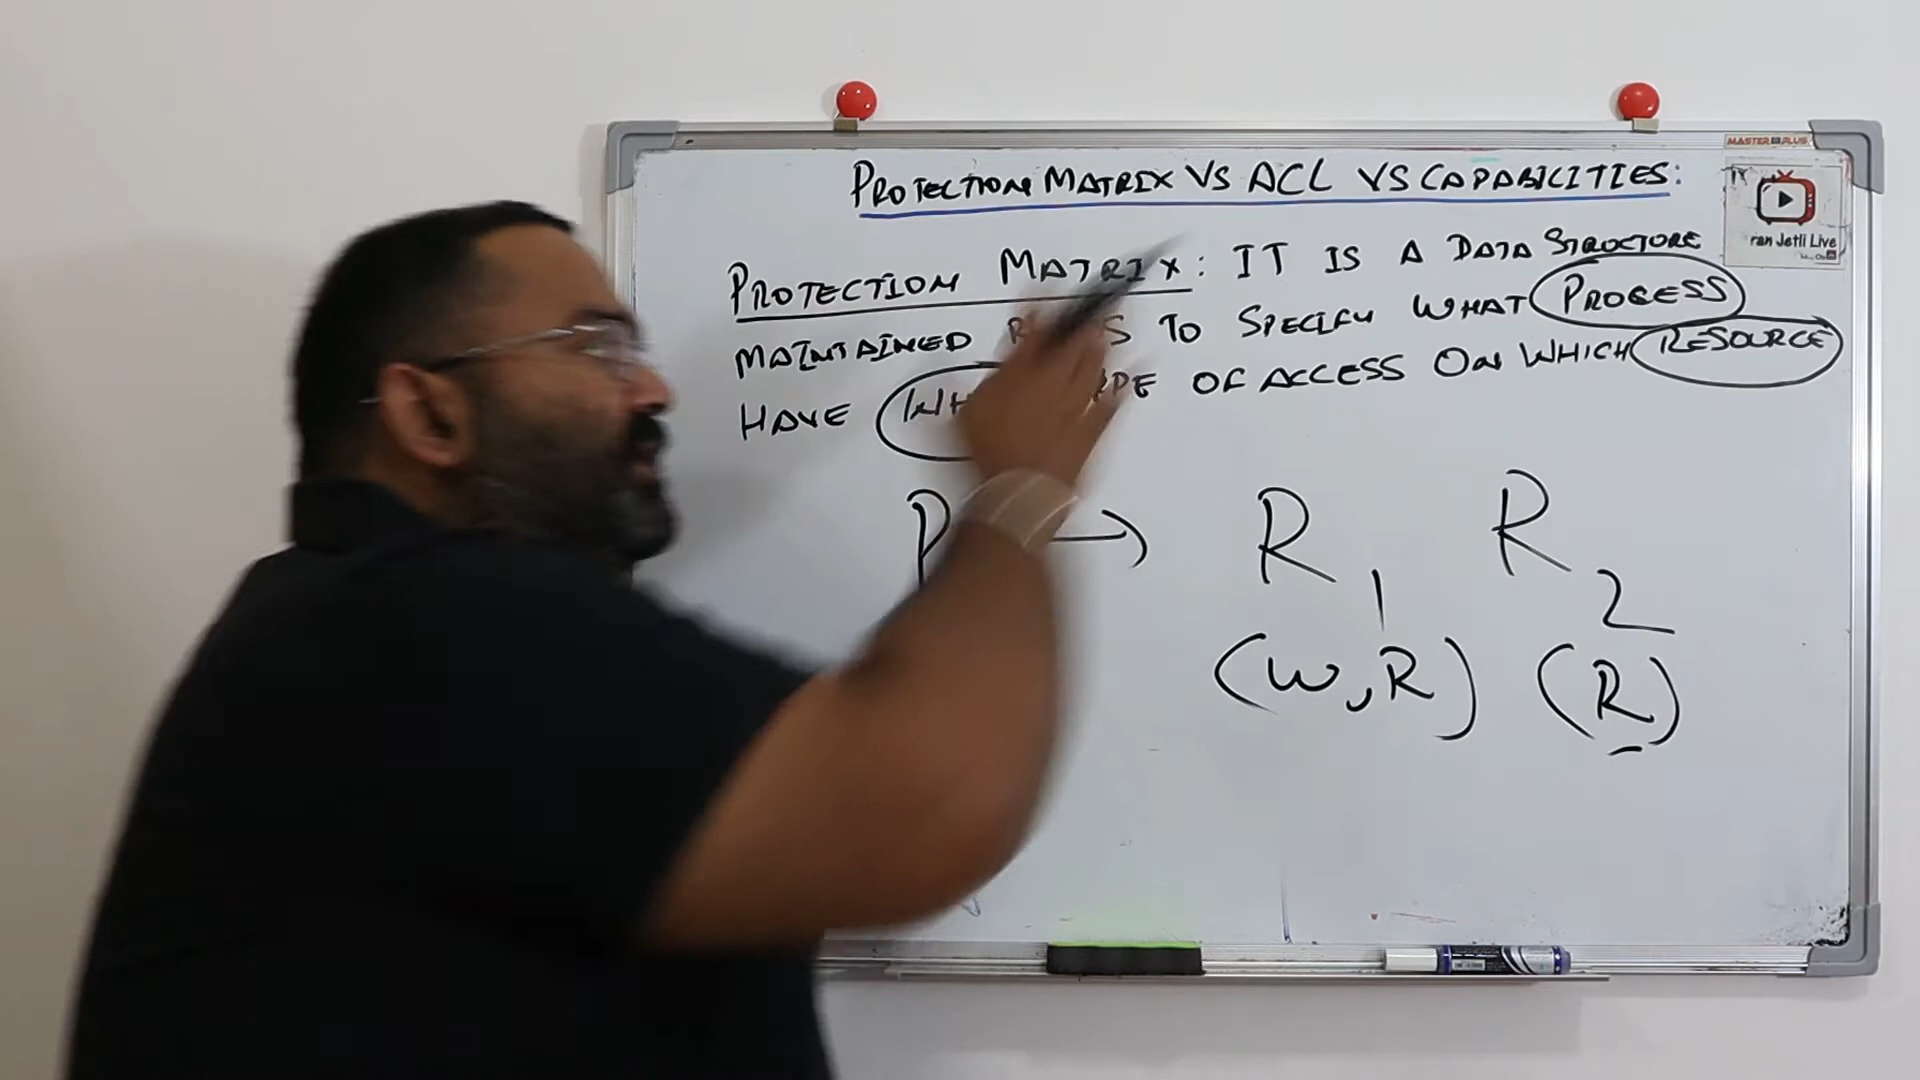 PROTECTION MATRIX VS ACL VS CAPABILITIES:
MASTER PLUS
ran Jetli Live
PROTECTION MATRIX: IT IS A DATA STRUCTURE
MAINTAINED TO SPECIFY WHAT PROCESS
HAVE OF ACCESS ON WHICH RESOURCE
P → R1 R2
(W,R) (R)